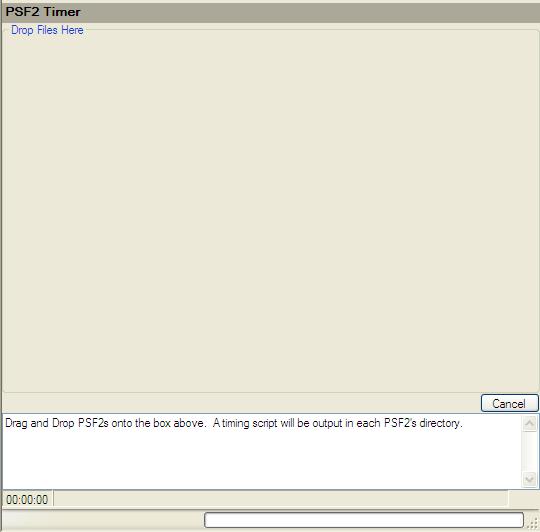 PSF2 Timer
Drop Files Here
Cancel
Drag and Drop PSF2s onto the box above.  A timing script will be output in each PSF2's directory.
00:00:00